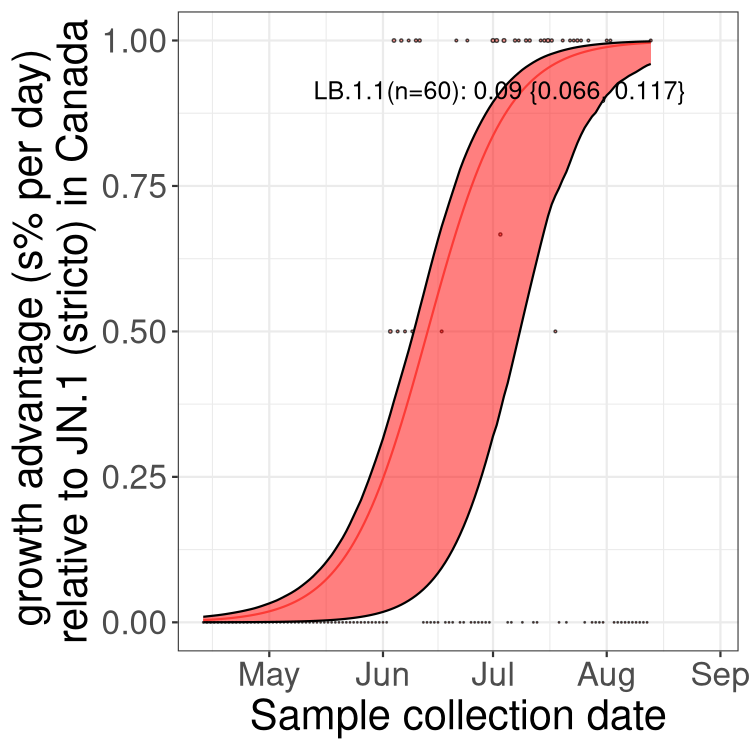 growth advantage (s% per day)
relative to JN.1 (stricto) in Canada
1.00
0.75
0.50
0.25
0.00
LB.1.1(n=60): 0.09 {0.066, 0.117}
May Jun Jul Aug Sep
Sample collection date